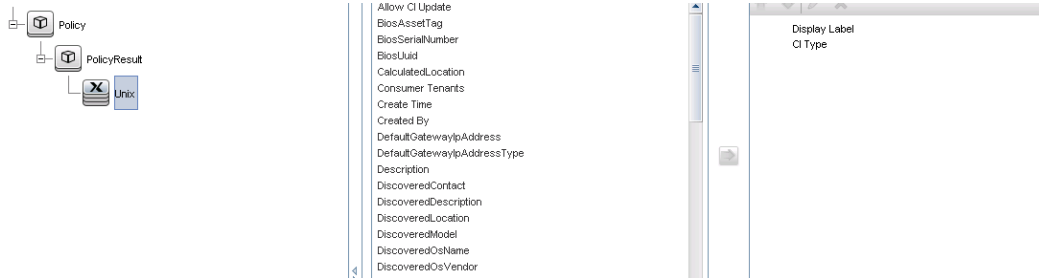 Policy
PolicyResult
Unix
Allow CI Update
BiosAssetTag
BiosSerialNumber
BiosUuid
CalculatedLocation
Consumer Tenants
Create Time
Created By
DefaultGatewayIpAddress
DefaultGatewayIpAddressType
Description
DiscoveredContact
DiscoveredDescription
DiscoveredLocation
DiscoveredModel
DiscoveredOsName
DiscoveredOsVendor
Display Label
CI Type